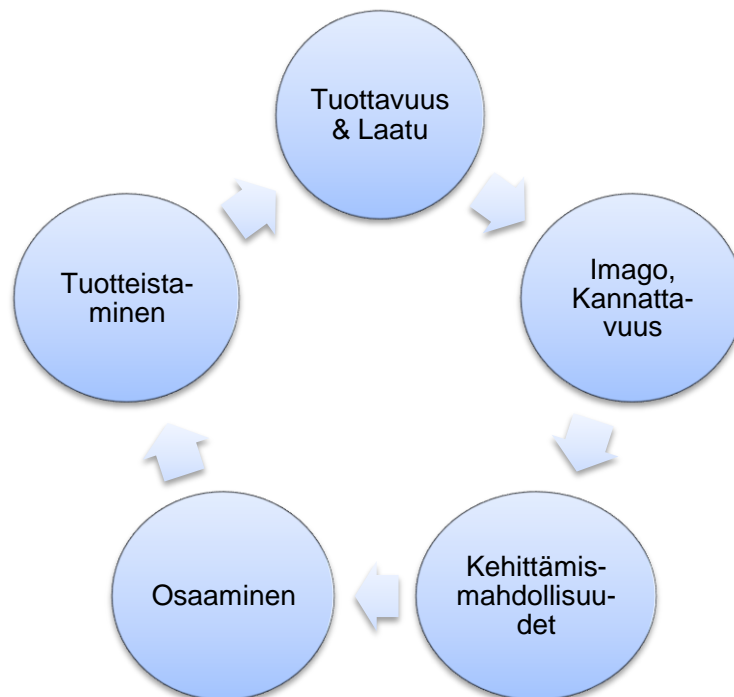 Tuottavuus
& Laatu
Imago,
Kannatta-
vuus
Kehittämis-
mahdollisuu-
det
Osaaminen
Tuotteista-
minen